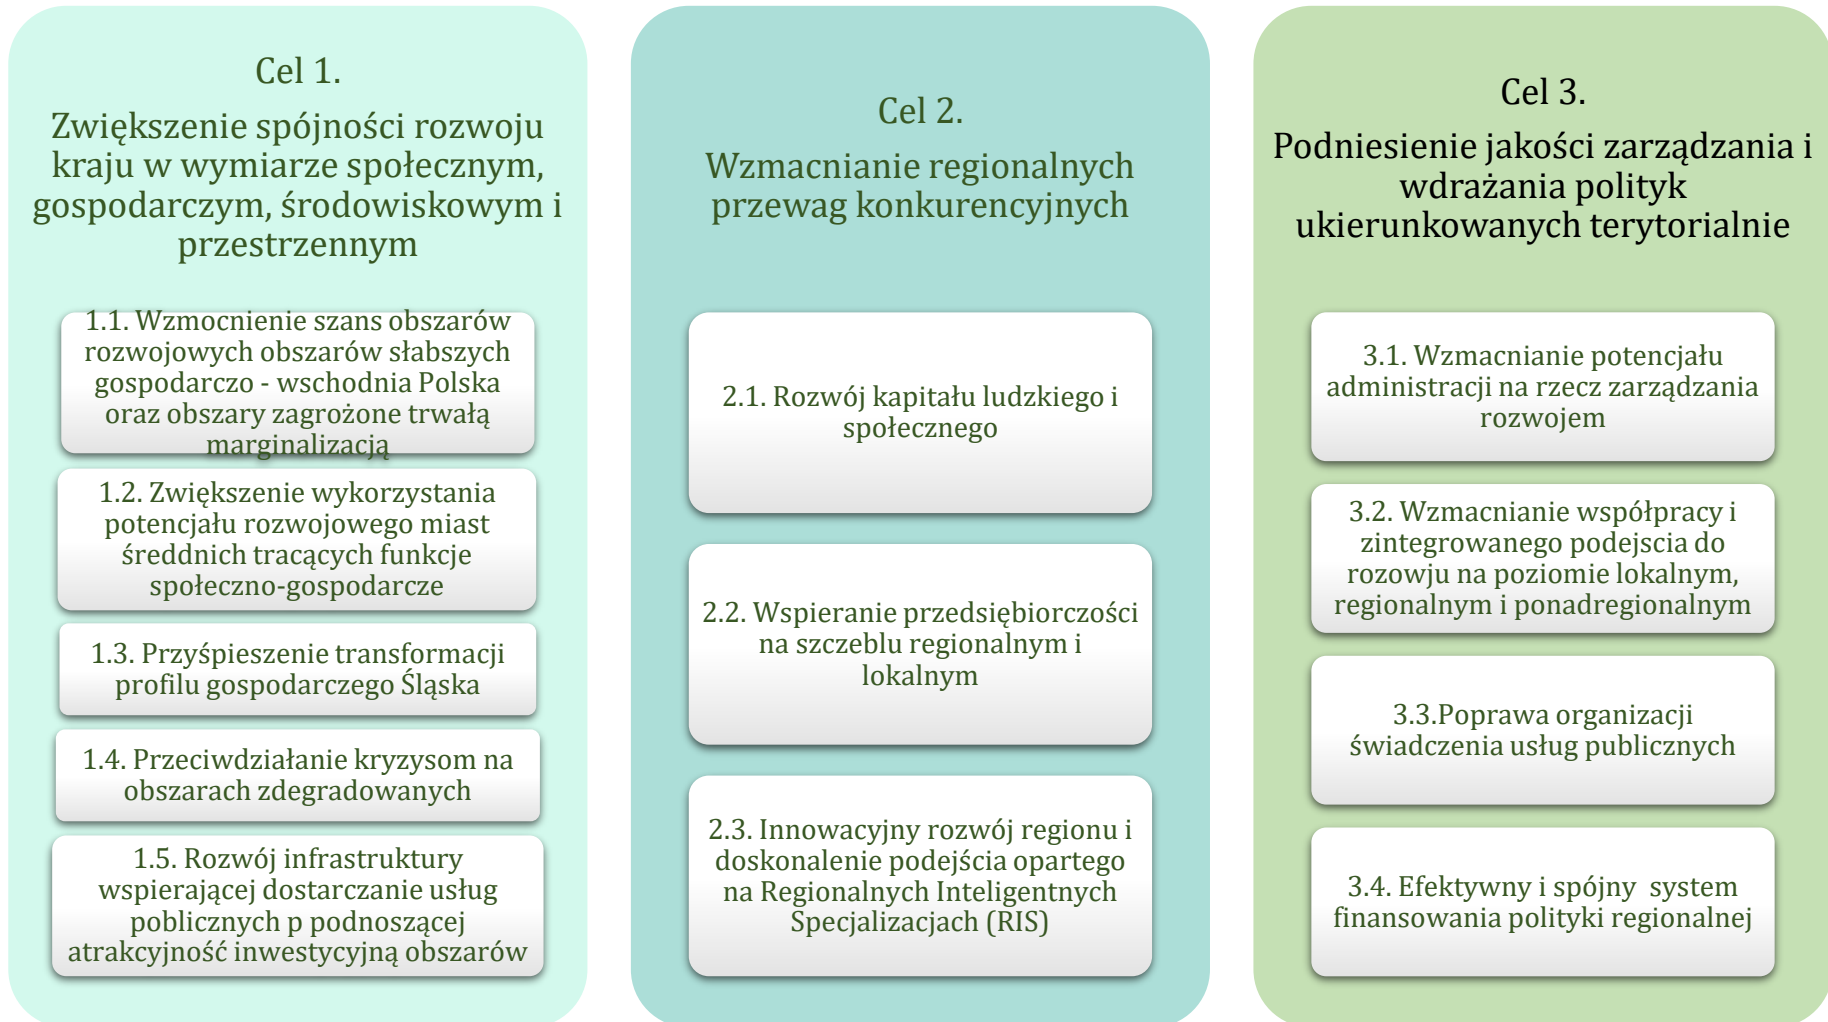 Cel 1.
Zwiększenie spójności rozwoju
kraju w wymiarze społecznym,
gospodarczym, środowiskowym i
przestrzennym
1.1. Wzmocnienie szans obszarów
rozwojowych obszarów słabszych
gospodarczo - wschodnia Polska
oraz obszary zagrożone trwałą
marginalizacją
1.2. Zwiększenie wykorzystania
potencjału rozwojowego miast
średdnich tracących funkcje
społeczno-gospodarcze
1.3. Przyśpieszenie transformacji
profilu gospodarczego Śląska
1.4. Przeciwdziałanie kryzysom na
obszarach zdegradowanych
1.5. Rozwój infrastruktury
wspierającej dostarczanie usług
poblicznych p podnoszącej
atrakcyjność inwestycyjną obszarów
Cel 2.
Wzmacnianie regionalnych
przewag konkurencyjnych
2.1. Rozwój kapitału ludzkiego i
społecznego
2.2. Wspieranie przedsiębiorczości
na szczeblu regionalnym i
lokalnym
2.3. Innowacyjny rozwój regionu i
doskonalenie podejścia opartego
na Regionalnych Inteligentnych
Specjalizacjach (RIS)
Cel 3.
Podniesienie jakości zarządzania i
wdrażania polityk
ukierunkowanych terytorialnie
3.1. Wzmacnianie potencjału
administracji na rzecz zarządzania
rozwojem
3.2. Wzmacnianie współpracy i
zintegrowanego podejscia do
rozowju na poziomie lokalnym,
regionalnym i ponadregionalnym
3.3.Poprawa organizacji
świadczenia usług publicznych
3.4. Efektywny i spójny  system
finansowania polityki regionalnej